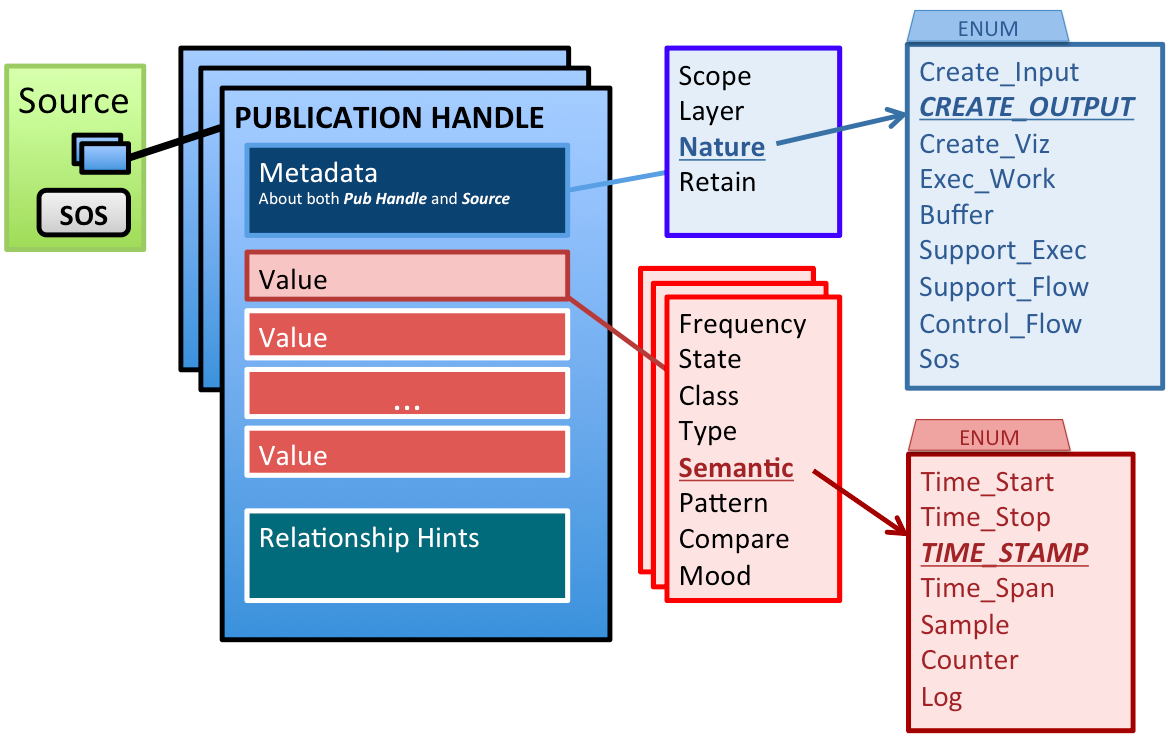 Source
SOS
PUBLICATION HANDLE
Metadata
About both Pub Handle and Source
Value
Value
...
Value
Relationship Hints
Scope
Layer
Nature
Retain
Frequency
State
Class
Type
Semantic
Pattern
Compare
Mood
ENUM
Create_Input
CREATE_OUTPUT
Create_Viz
Exec_Work
Buffer
Support_Exec
Support_Flow
Control_Flow
Sos
ENUM
Time_Start
Time_Stop
TIME_STAMP
Time_Span
Sample
Counter
Log